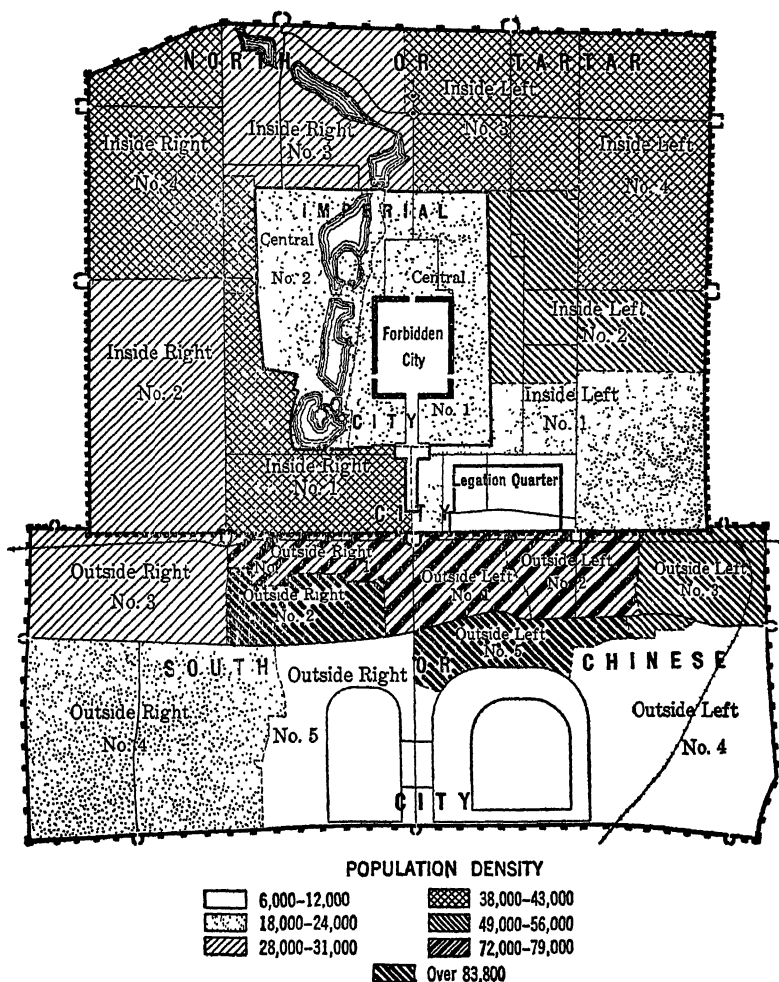 NORTH OR TARTAR
Inside Left
No. 3
Inside Right
No. 3
Inside Right
No. 4
Inside Left
No. 4
IMPERIAL
Central
No. 2
Central
Inside Left
No. 2
Forbidden
City
Inside Right
No. 2
Inside Left
No. 1
No. 1
CITY
Inside Right
No. 1
Legation Quarter
CITY
Outside Right
No. 1
Outside Left
No. 2
Outside Right
No. 3
Outside Left
No. 1
Outside Left
No. 3
Outside Right
No. 2
Outside Left
No. 5
SOUTH OR CHINESE
Outside Right
No. 5
Outside Right
No. 4
Outside Left
No. 4
CITY
POPULATION DENSITY
6,000–12,000
38,000–43,000
18,000–24,000
49,000–56,000
28,000–31,000
72,000–79,000
Over 83,800